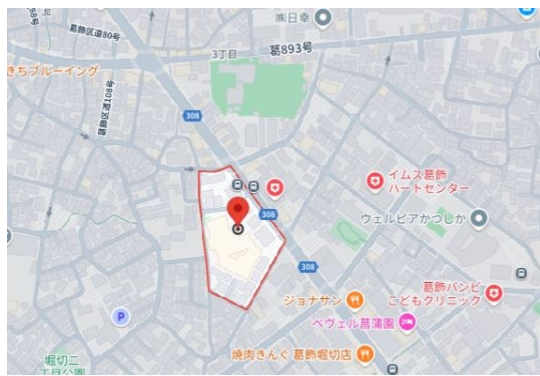 ㈱日幸
葛飾区道80号
3丁目
葛893号
きちブルーイング
葛飾区道108号
308
イムス葛飾
ハートセンター
308
ウェルピアかつしか
308
ジョナサン
葛飾バンビ
こどもクリニック
P
ベヴェル菖蒲園
堀切二
丁目公園
焼肉きんぐ 葛飾堀切店